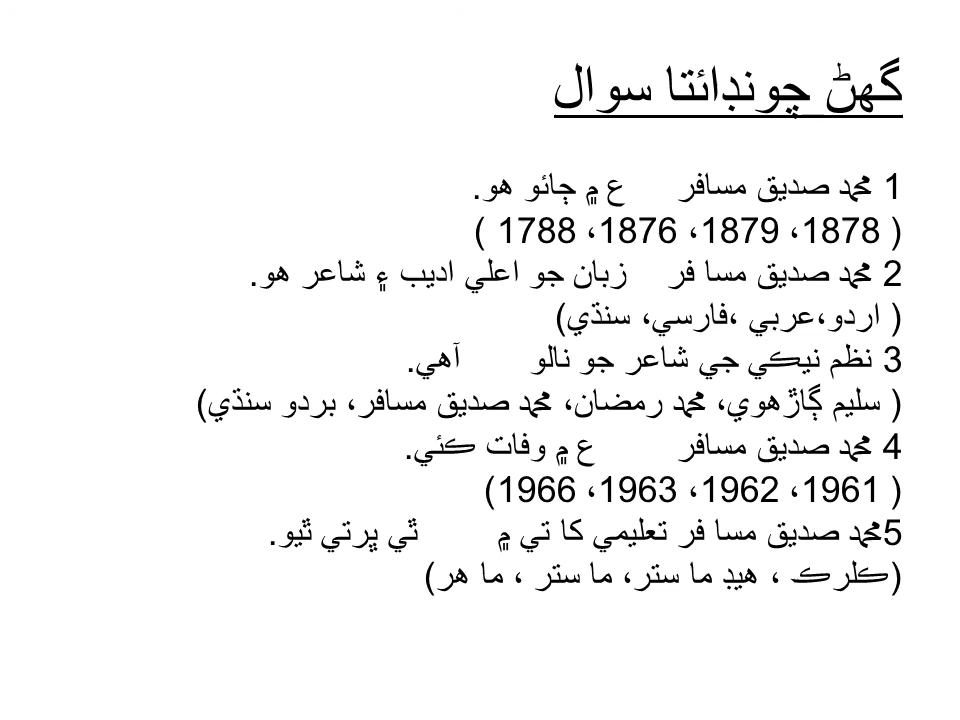 گهڻ چونڊائتا سوال
1 محمد صديق مسافر ع ۾ ڄائو هو.
( 1878، 1879، 1876، 1788 )
2 محمد صديق مسا فر زبان جو اعلي اديب ۽ شاعر هو.
( اردو،عربي ،فارسي، سنڌي)
3 نظم نيڪي جي شاعر جو نالو آهي.
( سليم ڳاڙهوي، محمد رمضان، محمد صديق مسافر، بردو سنڌي)
4 محمد صديق مسافر ع ۾ وفات ڪئي.
( 1961، 1962، 1963، 1966)
5محمد صديق مسا فر تعليمي کا تي ۾ ٿي ڀرتي ٿيو.
(ڪلرڪ ، هيڊ ما ستر، ما ستر ، ما هر)